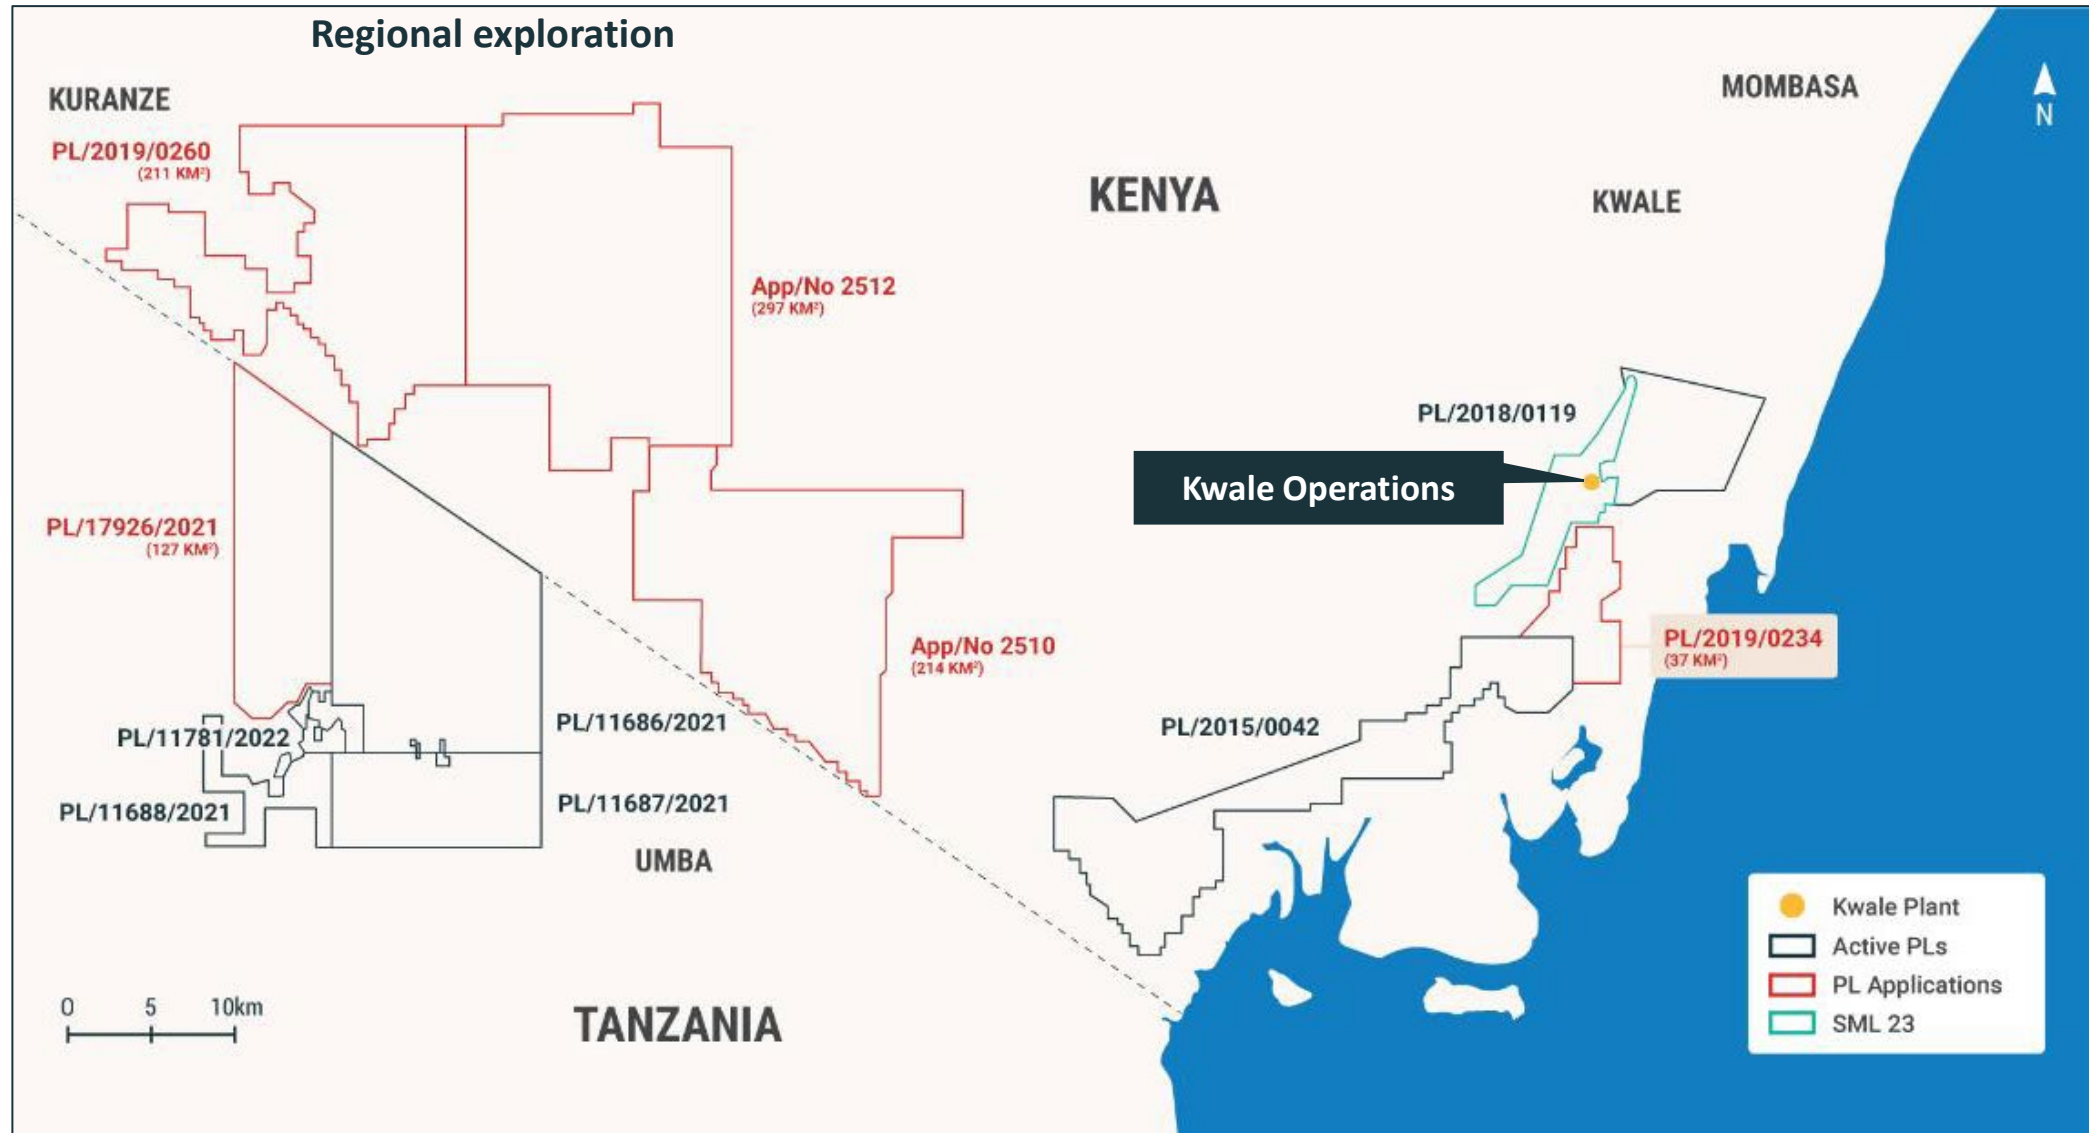 Regional exploration
KURANZE
PL/2019/0260
(211 KM²)
MOMBASA
N
KENYA
KWALE
App/No 2512
(297 KM²)
PL/2018/0119
Kwale Operations
PL/17926/2021
(127 KM²)
App/No 2510
(214 KM²)
PL/2019/0234
(37 KM²)
PL/11686/2021
PL/2015/0042
PL/11781/2022
PL/11687/2021
PL/11688/2021
UMBA
TANZANIA
0 5 10km
Kwale Plant
Active PLs
PL Applications
SML 23